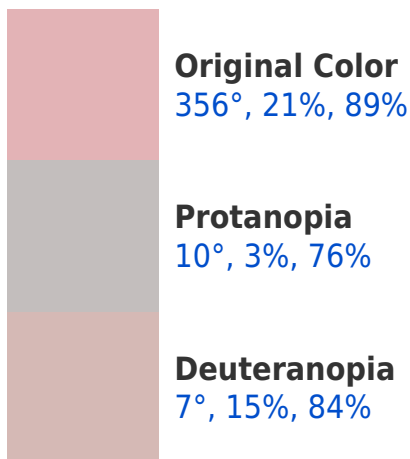 Original Color
356°, 21%, 89%
Protanopia
10°, 3%, 76%
Deuteranopia
7°, 15%, 84%